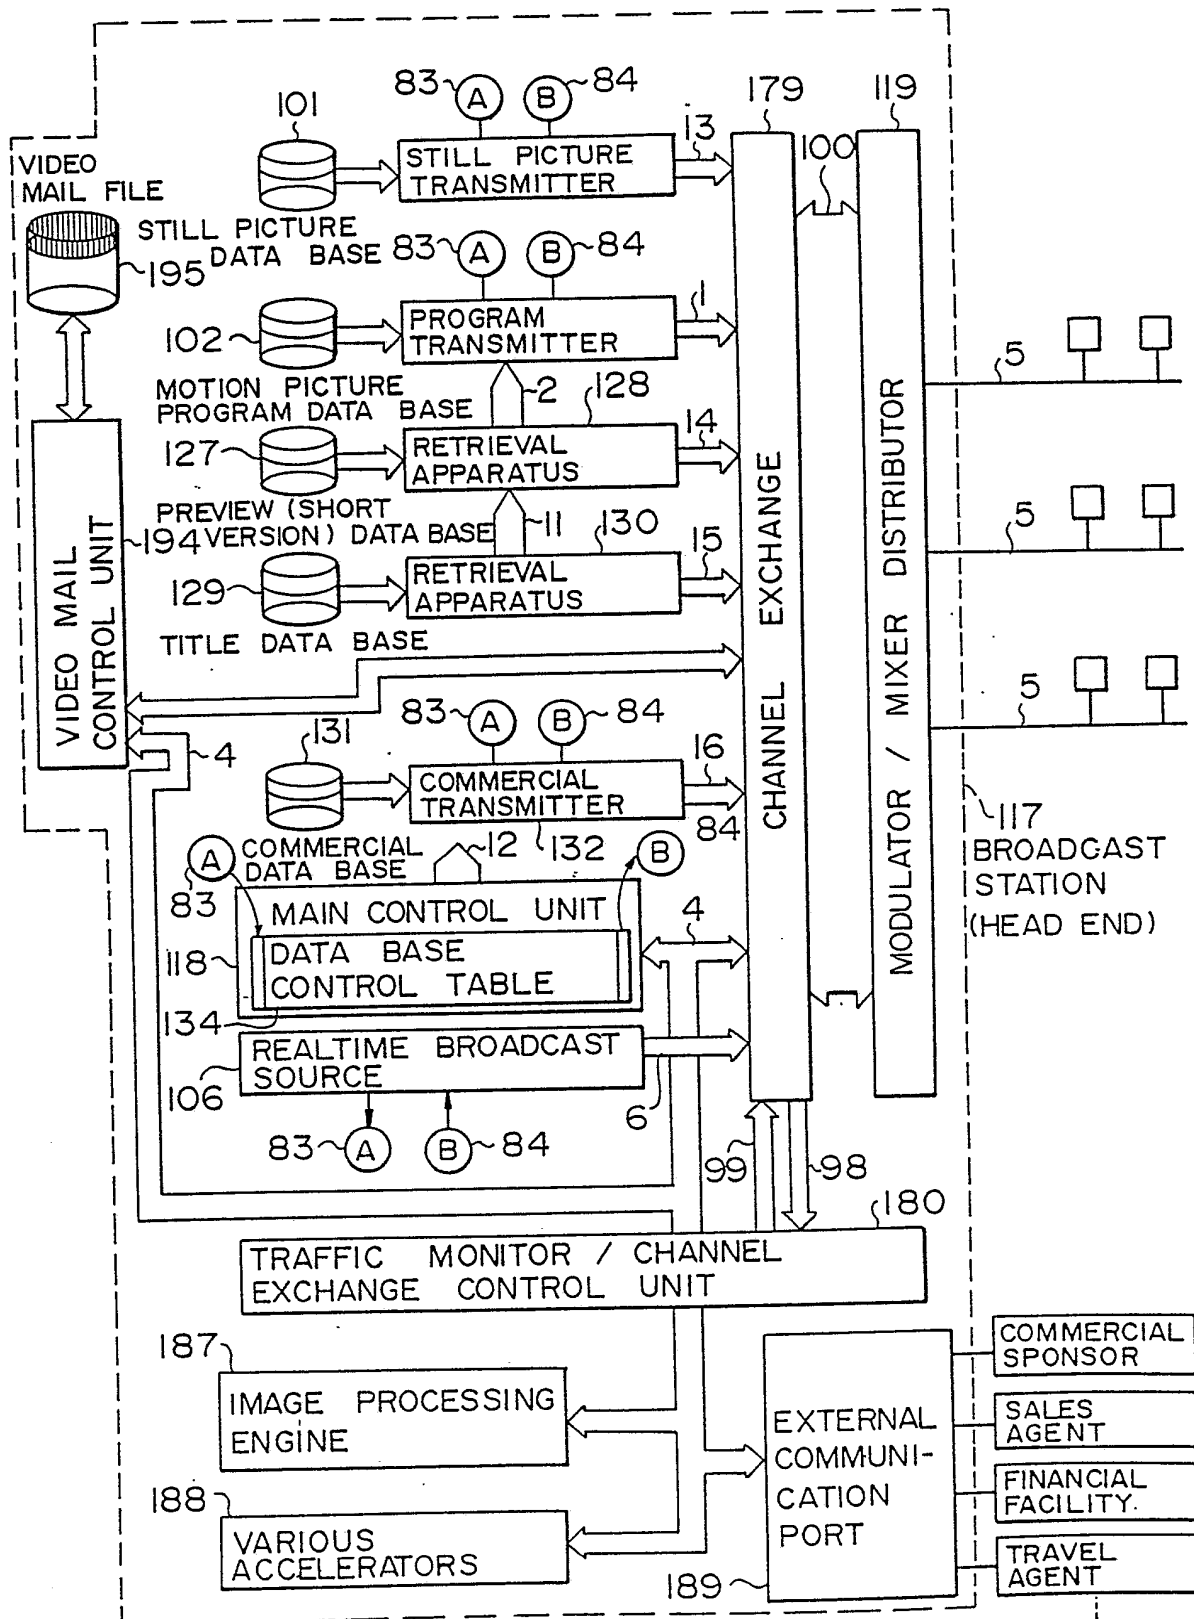 83 A B 84
179
119
101
STILL PICTURE
TRANSMITTER
13
100
VIDEO
MAIL FILE
195
STILL PICTURE
DATA BASE
83 A B 84
102
PROGRAM
TRANSMITTER
1
5
MOTION PICTURE
PROGRAM DATA BASE
2
128
127
RETRIEVAL
APPARATUS
14
PREVIEW (SHORT
VERSION) DATA BASE
11
130
5
194
VIDEO MAIL
CONTROL UNIT
129
RETRIEVAL
APPARATUS
15
TITLE DATA BASE
CHANNEL EXCHANGE
MODULATOR / MIXER DISTRIBUTOR
5
83 A B 84
4
131
COMMERCIAL
TRANSMITTER
16
84
COMMERCIAL
DATA BASE
12
132
B
A
83
117
BROADCAST
STATION
(HEAD END)
MAIN CONTROL UNIT
118
DATA BASE
CONTROL TABLE
4
134
REALTIME BROADCAST
SOURCE
106
6
83 A B 84
99
98
180
TRAFFIC MONITOR / CHANNEL
EXCHANGE CONTROL UNIT
187
IMAGE PROCESSING
ENGINE
188
VARIOUS
ACCELERATORS
EXTERNAL
COMMUNI-
CATION
PORT
189
COMMERCIAL
SPONSOR
SALES
AGENT
FINANCIAL
FACILITY.
TRAVEL
AGENT